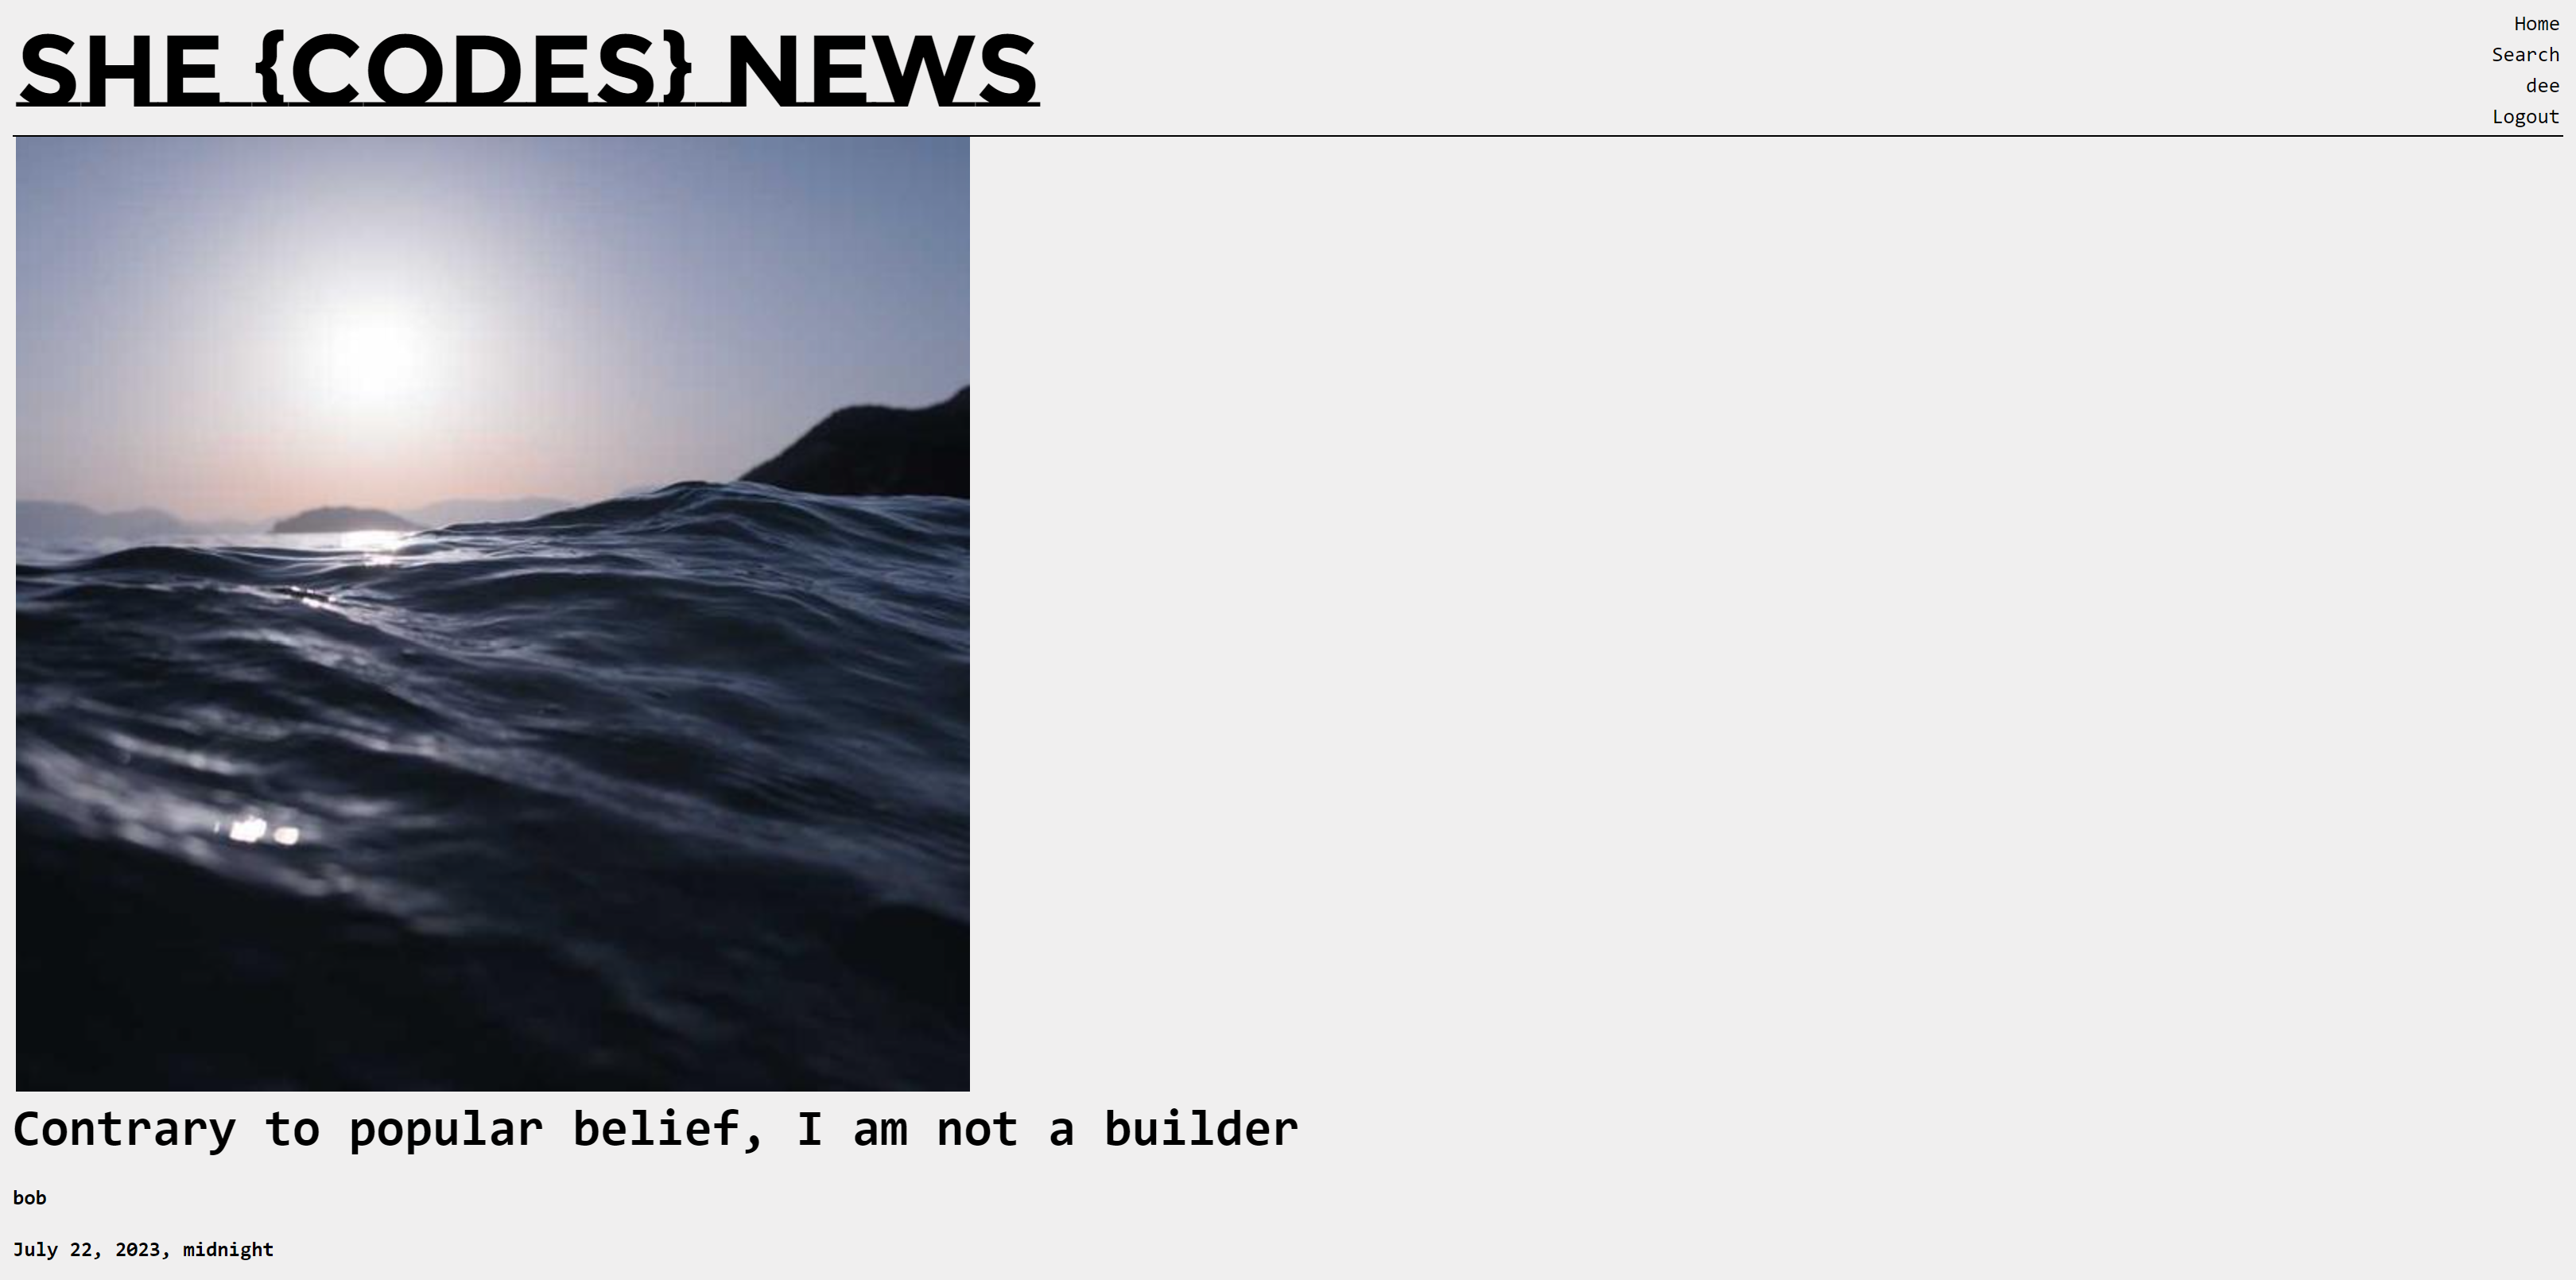 SHE {CODES} NEWS
Home
Search
dee
Logout
Contrary to popular belief, I am not a builder
bob
July 22, 2023, midnight